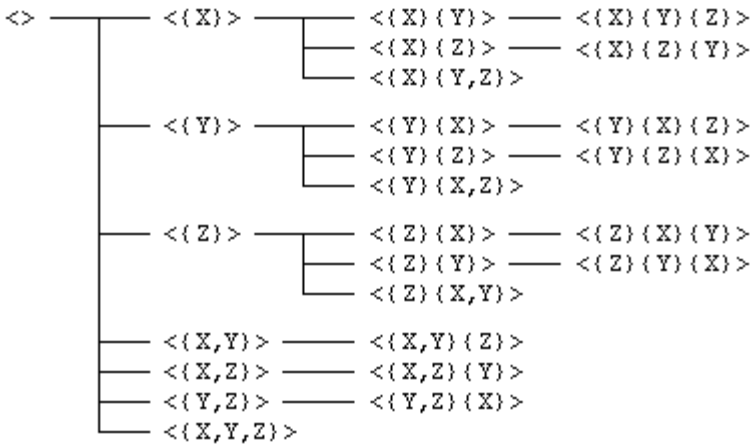 <> <{X}> <{X}{Y}> <{X}{Y}{Z}>
<{X}{Z}> <{X}{Z}{Y}>
<{X}{Y,Z}>
<{Y}> <{Y}{X}> <{Y}{X}{Z}>
<{Y}{Z}> <{Y}{Z}{X}>
<{Y}{X,Z}>
<{Z}> <{Z}{X}> <{Z}{X}{Y}>
<{Z}{Y}> <{Z}{Y}{X}>
<{Z}{X,Y}>
<{X,Y}> <{X,Y}{Z}>
<{X,Z}> <{X,Z}{Y}>
<{Y,Z}> <{Y,Z}{X}>
<{X,Y,Z}>